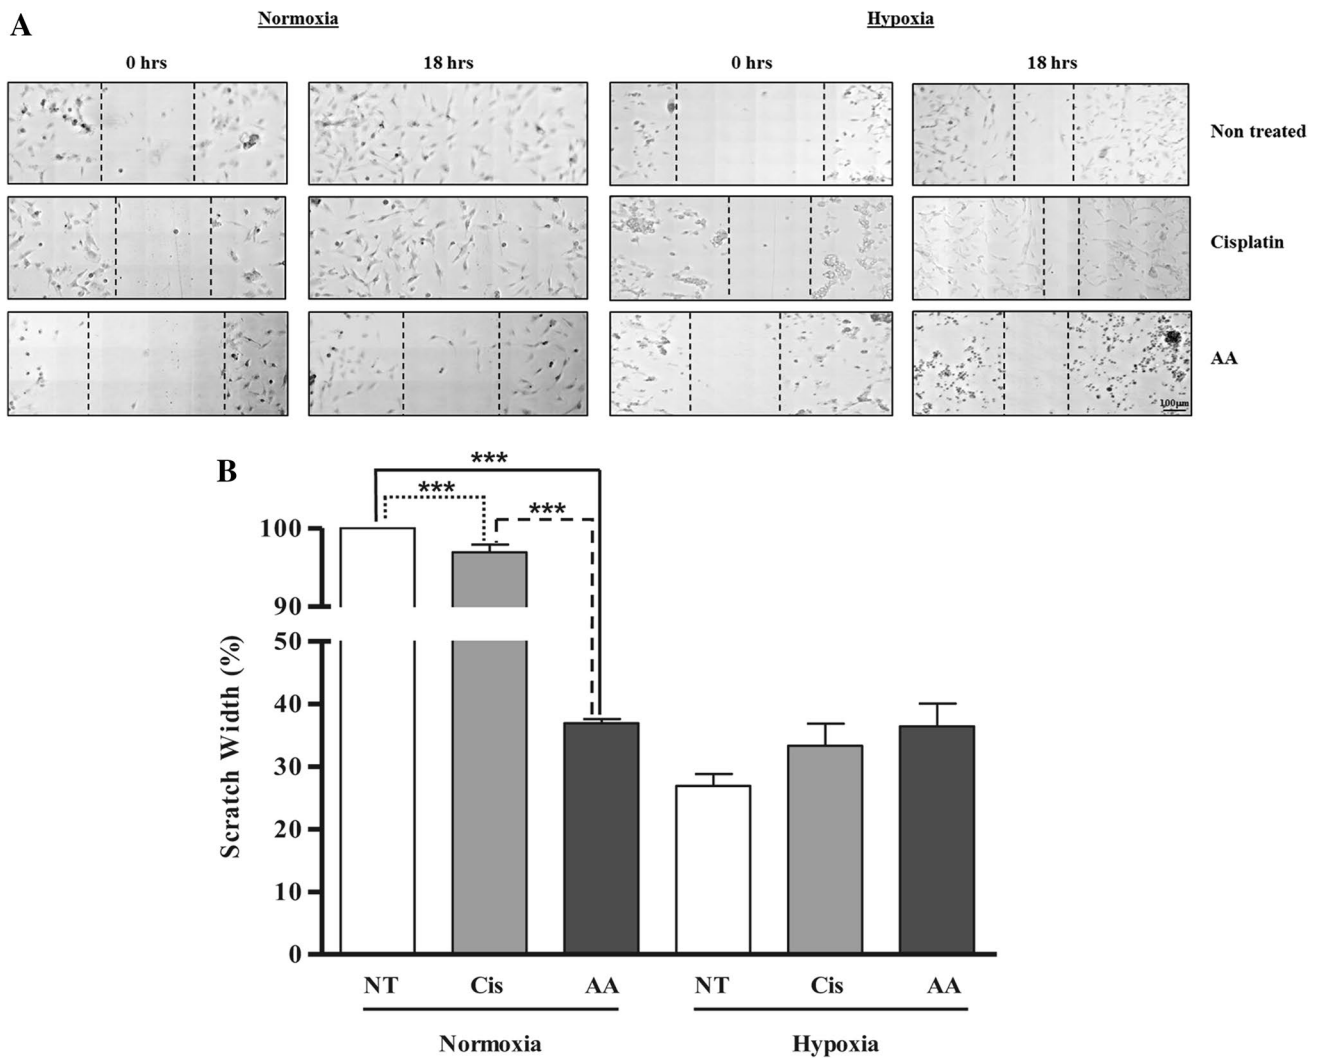 A
Normoxia
Hypoxia
0 hrs
18 hrs
0 hrs
18 hrs
Non treated
Cisplatin
AA
100µm
B
***
***
***
100
90
50
40
30
20
10
0
Scratch Width (%)
NT
Cis
AA
NT
Cis
AA
Normoxia
Hypoxia